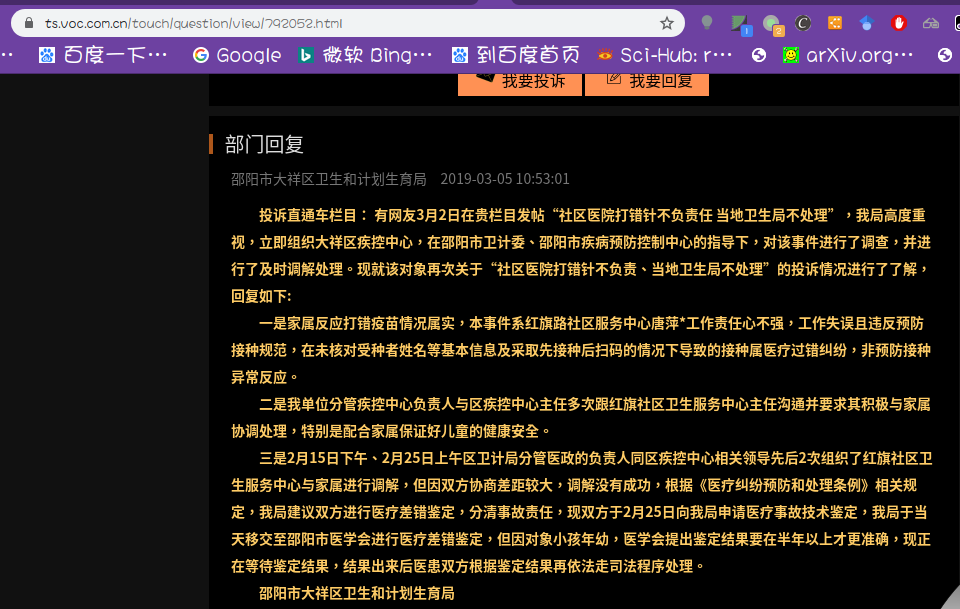 ts.voc.com.cn/touch/question/view/792052.html
百度一下… Google 微软 Bing… 到百度首页 Sci-Hub: r… arXiv.org…
我要投诉 我要回复
部门回复
邵阳市大祥区卫生和计划生育局 2019-03-05 10:53:01
投诉直通车栏目： 有网友3月2日在贵栏目发帖“社区医院打错针不负责任 当地卫生局不处理”，我局高度重
视，立即组织大祥区疾控中心，在邵阳市卫计委、邵阳市疾病预防控制中心的指导下，对该事件进行了调查，并进
行了及时调解处理。现就该对象再次关于“社区医院打错针不负责、当地卫生局不处理”的投诉情况进行了了解，
回复如下:
一是家属反应打错疫苗情况属实，本事件系红旗路社区服务中心唐萍*工作责任心不强，工作失误且违反预防
接种规范，在未核对受种者姓名等基本信息及采取先接种后扫码的情况下导致的接种属医疗过错纠纷，非预防接种
异常反应。
二是我单位分管疾控中心负责人与区疾控中心主任多次跟红旗社区卫生服务中心主任沟通并要求其积极与家属
协调处理，特别是配合家属保证好儿童的健康安全。
三是2月15日下午、2月25日上午区卫计局分管医政的负责人同区疾控中心相关领导先后2次组织了红旗社区卫
生服务中心与家属进行调解，但因双方协商差距较大，调解没有成功，根据《医疗纠纷预防和处理条例》相关规
定，我局建议双方进行医疗差错鉴定，分清事故责任，现双方于2月25日向我局申请医疗事故技术鉴定，我局于当
天移交至邵阳市医学会进行医疗差错鉴定，但因对象小孩年幼，医学会提出鉴定结果要在半年以上才更准确，现正
在等待鉴定结果，结果出来后医患双方根据鉴定结果再依法走司法程序处理。
邵阳市大祥区卫生和计划生育局